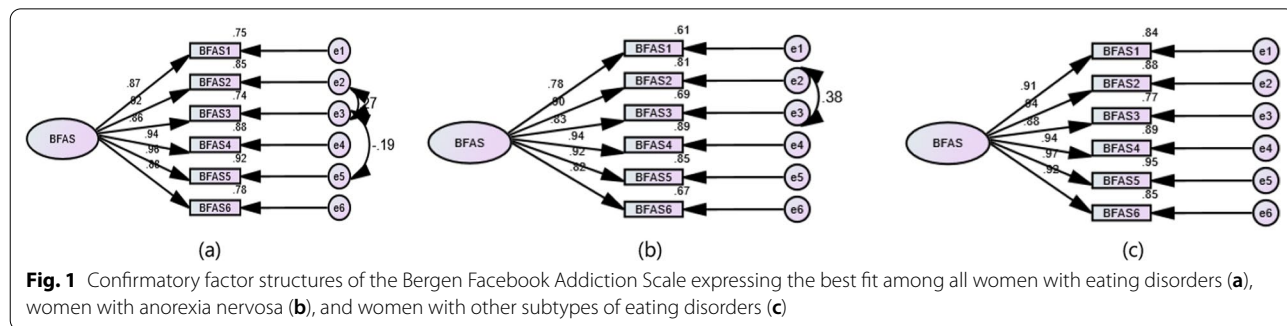 .75
BFAS1
e1
.87
.85
BFAS2
e2
.92
.74
.27
BFAS3
e3
.86
.88
BFAS
BFAS4
e4
.94
-.19
.96
.92
BFAS5
e5
.88
.78
BFAS6
e6
(a)
.61
BFAS1
e1
.78
.81
BFAS2
e2
.90
.69
.38
BFAS3
e3
.83
.89
BFAS
BFAS4
e4
.94
.92
.85
BFAS5
e5
.82
.67
BFAS6
e6
(b)
.84
BFAS1
e1
.91
.88
BFAS2
e2
.94
.77
BFAS3
e3
.88
.89
BFAS
BFAS4
e4
.94
.97
.95
BFAS5
e5
.92
.85
BFAS6
e6
(c)
Fig. 1 Confirmatory factor structures of the Bergen Facebook Addiction Scale expressing the best fit among all women with eating disorders (a),
women with anorexia nervosa (b), and women with other subtypes of eating disorders (c)